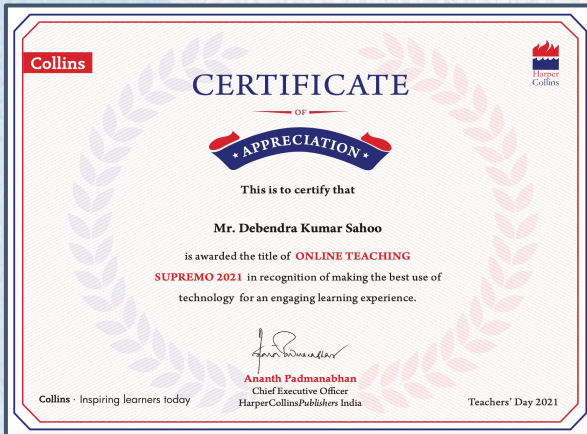 Collins
Harper
Collins
CERTIFICATE
OF
APPRECIATION
This is to certify that
Mr. Debendra Kumar Sahoo
is awarded the title of ONLINE TEACHING
SUPREMO 2021 in recognition of making the best use of
technology for an engaging learning experience.
Ananth Padmanabhan
Chief Executive Officer
HarperCollinsPublishers India
Collins · Inspiring learners today
Teachers' Day 2021